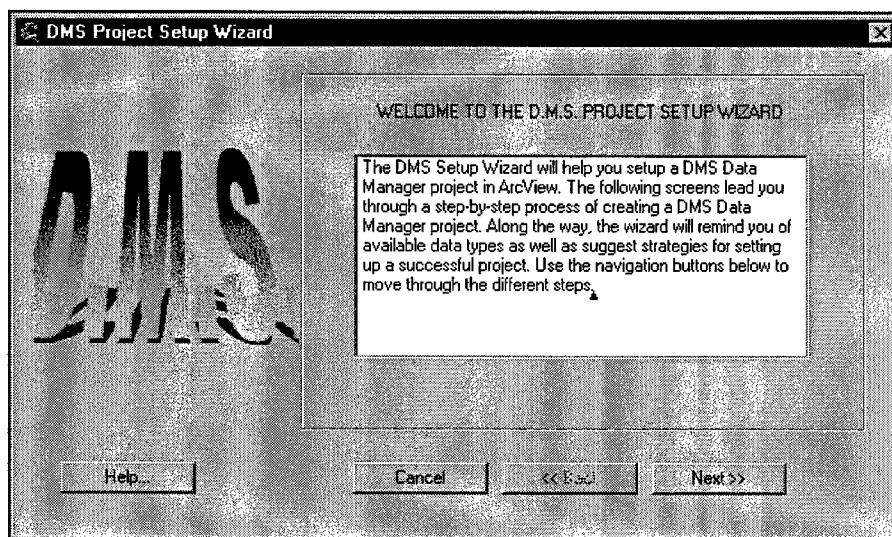 DMS Project Setup Wizard
WELCOME TO THE D.M.S. PROJECT SETUP WIZARD
DMS
The DMS Setup Wizard will help you setup a DMS Data
Manager project in ArcView. The following screens lead you
through a step-by-step process of creating a DMS Data
Manager project. Along the way, the wizard will remind you of
available data types as well as suggest strategies for setting
up a successful project. Use the navigation buttons below to
move through the different steps.
Help...
Cancel
<< Back
Next >>